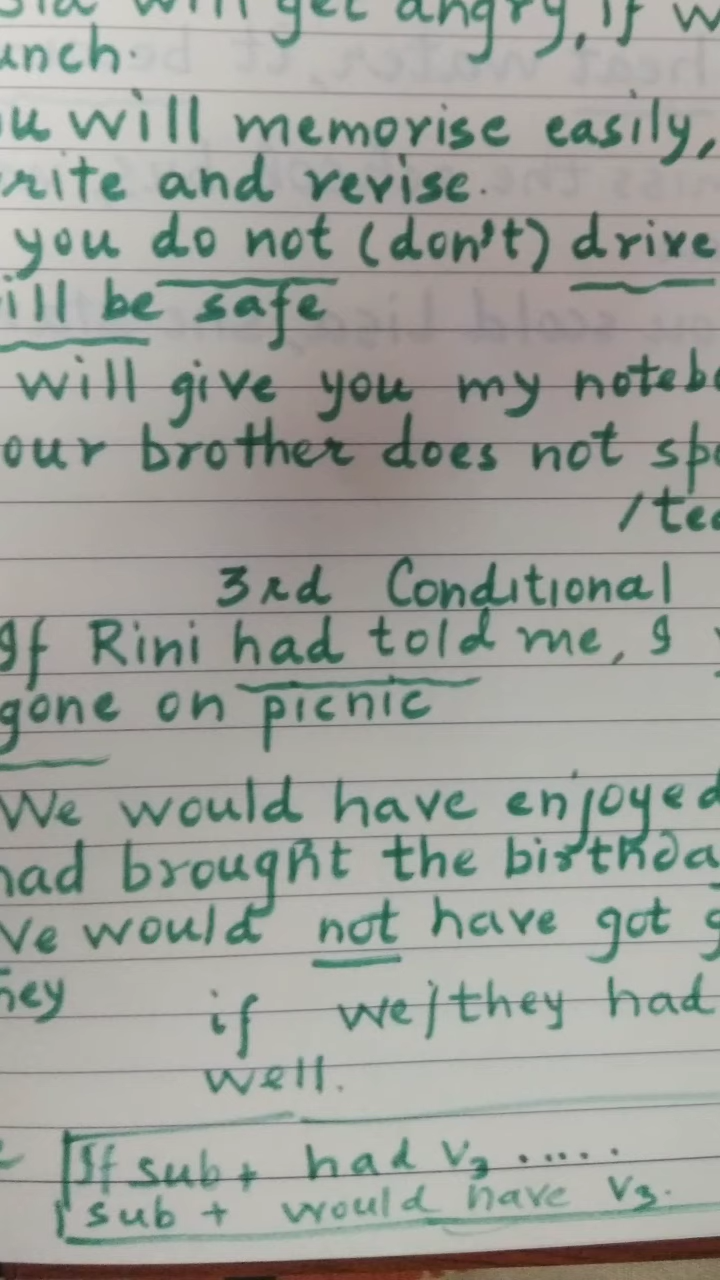 will get angry, if w
unch.
u will memorise easily,
rite and revise.
you do not (don't) drive
ill be safe
will give you my noteb
our brother does not sp
/tea
3rd Conditional
If Rini had told me, I
gone on picnic
We would have enjoyed
had brought the birthda
We would not have got g
hey if we/they had
well.
If sub + had V3 .....
sub + would have V3.